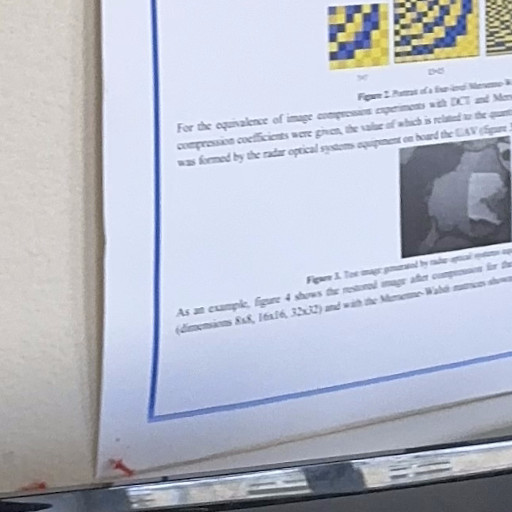 Figure 2. Portrait of a four-level Mersenne-W
For the equivalence of image compression experiments with DCT and Mers
compression coefficients were given, the value of which is related to the quan
was formed by the radar optical systems equipment on board the UAV (figure 3
Figure 3. Test image generated by radar optical systems
As an example, figure 4 shows the restored image after compression for the
(dimensions 8x8, 16x16, 32x32) and with the Mersenne-Walsh matrices show